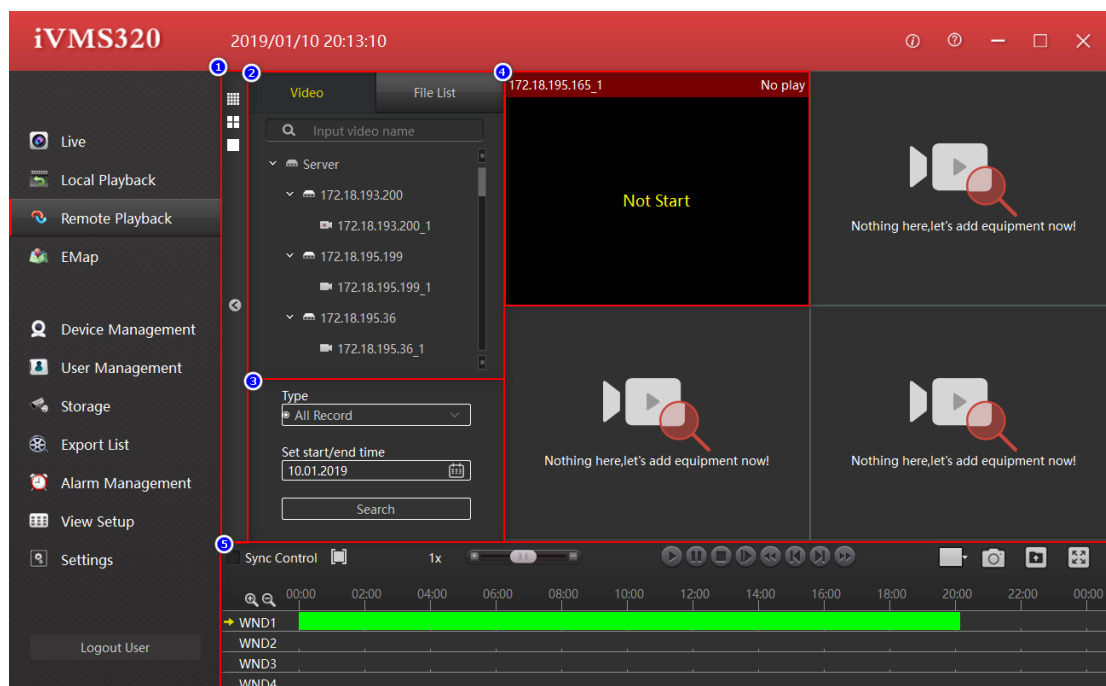 iVMS320
2019/01/10 20:13:10
1
2
4
Video
File List
172.18.195.165_1
No play
Input video name
Live
Server
Local Playback
172.18.193.200
Not Start
Remote Playback
172.18.193.200_1
Nothing here,let's add equipment now!
EMap
172.18.195.199
172.18.195.199_1
172.18.195.36
Device Management
172.18.195.36_1
User Management
3
Type
Storage
All Record
Export List
Set start/end time
Nothing here,let's add equipment now!
Nothing here,let's add equipment now!
10.01.2019
Alarm Management
Search
View Setup
5
Settings
Sync Control
1x
00:00 02:00 04:00 06:00 08:00 10:00 12:00 14:00 16:00 18:00 20:00 22:00 00:00
WND1
WND2
Logout User
WND3
WND4